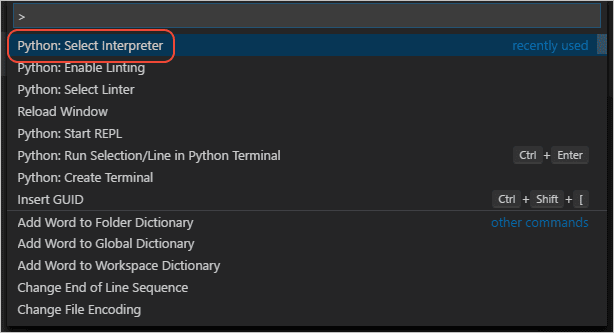 >
Python: Select Interpreter recently used
Python: Enable Linting
Python: Select Linter
Reload Window
Python: Start REPL
Python: Run Selection/Line in Python Terminal Ctrl + Enter
Python: Create Terminal
Insert GUID Ctrl + Shift + [
Add Word to Folder Dictionary other commands
Add Word to Global Dictionary
Add Word to Workspace Dictionary
Change End of Line Sequence
Change File Encoding